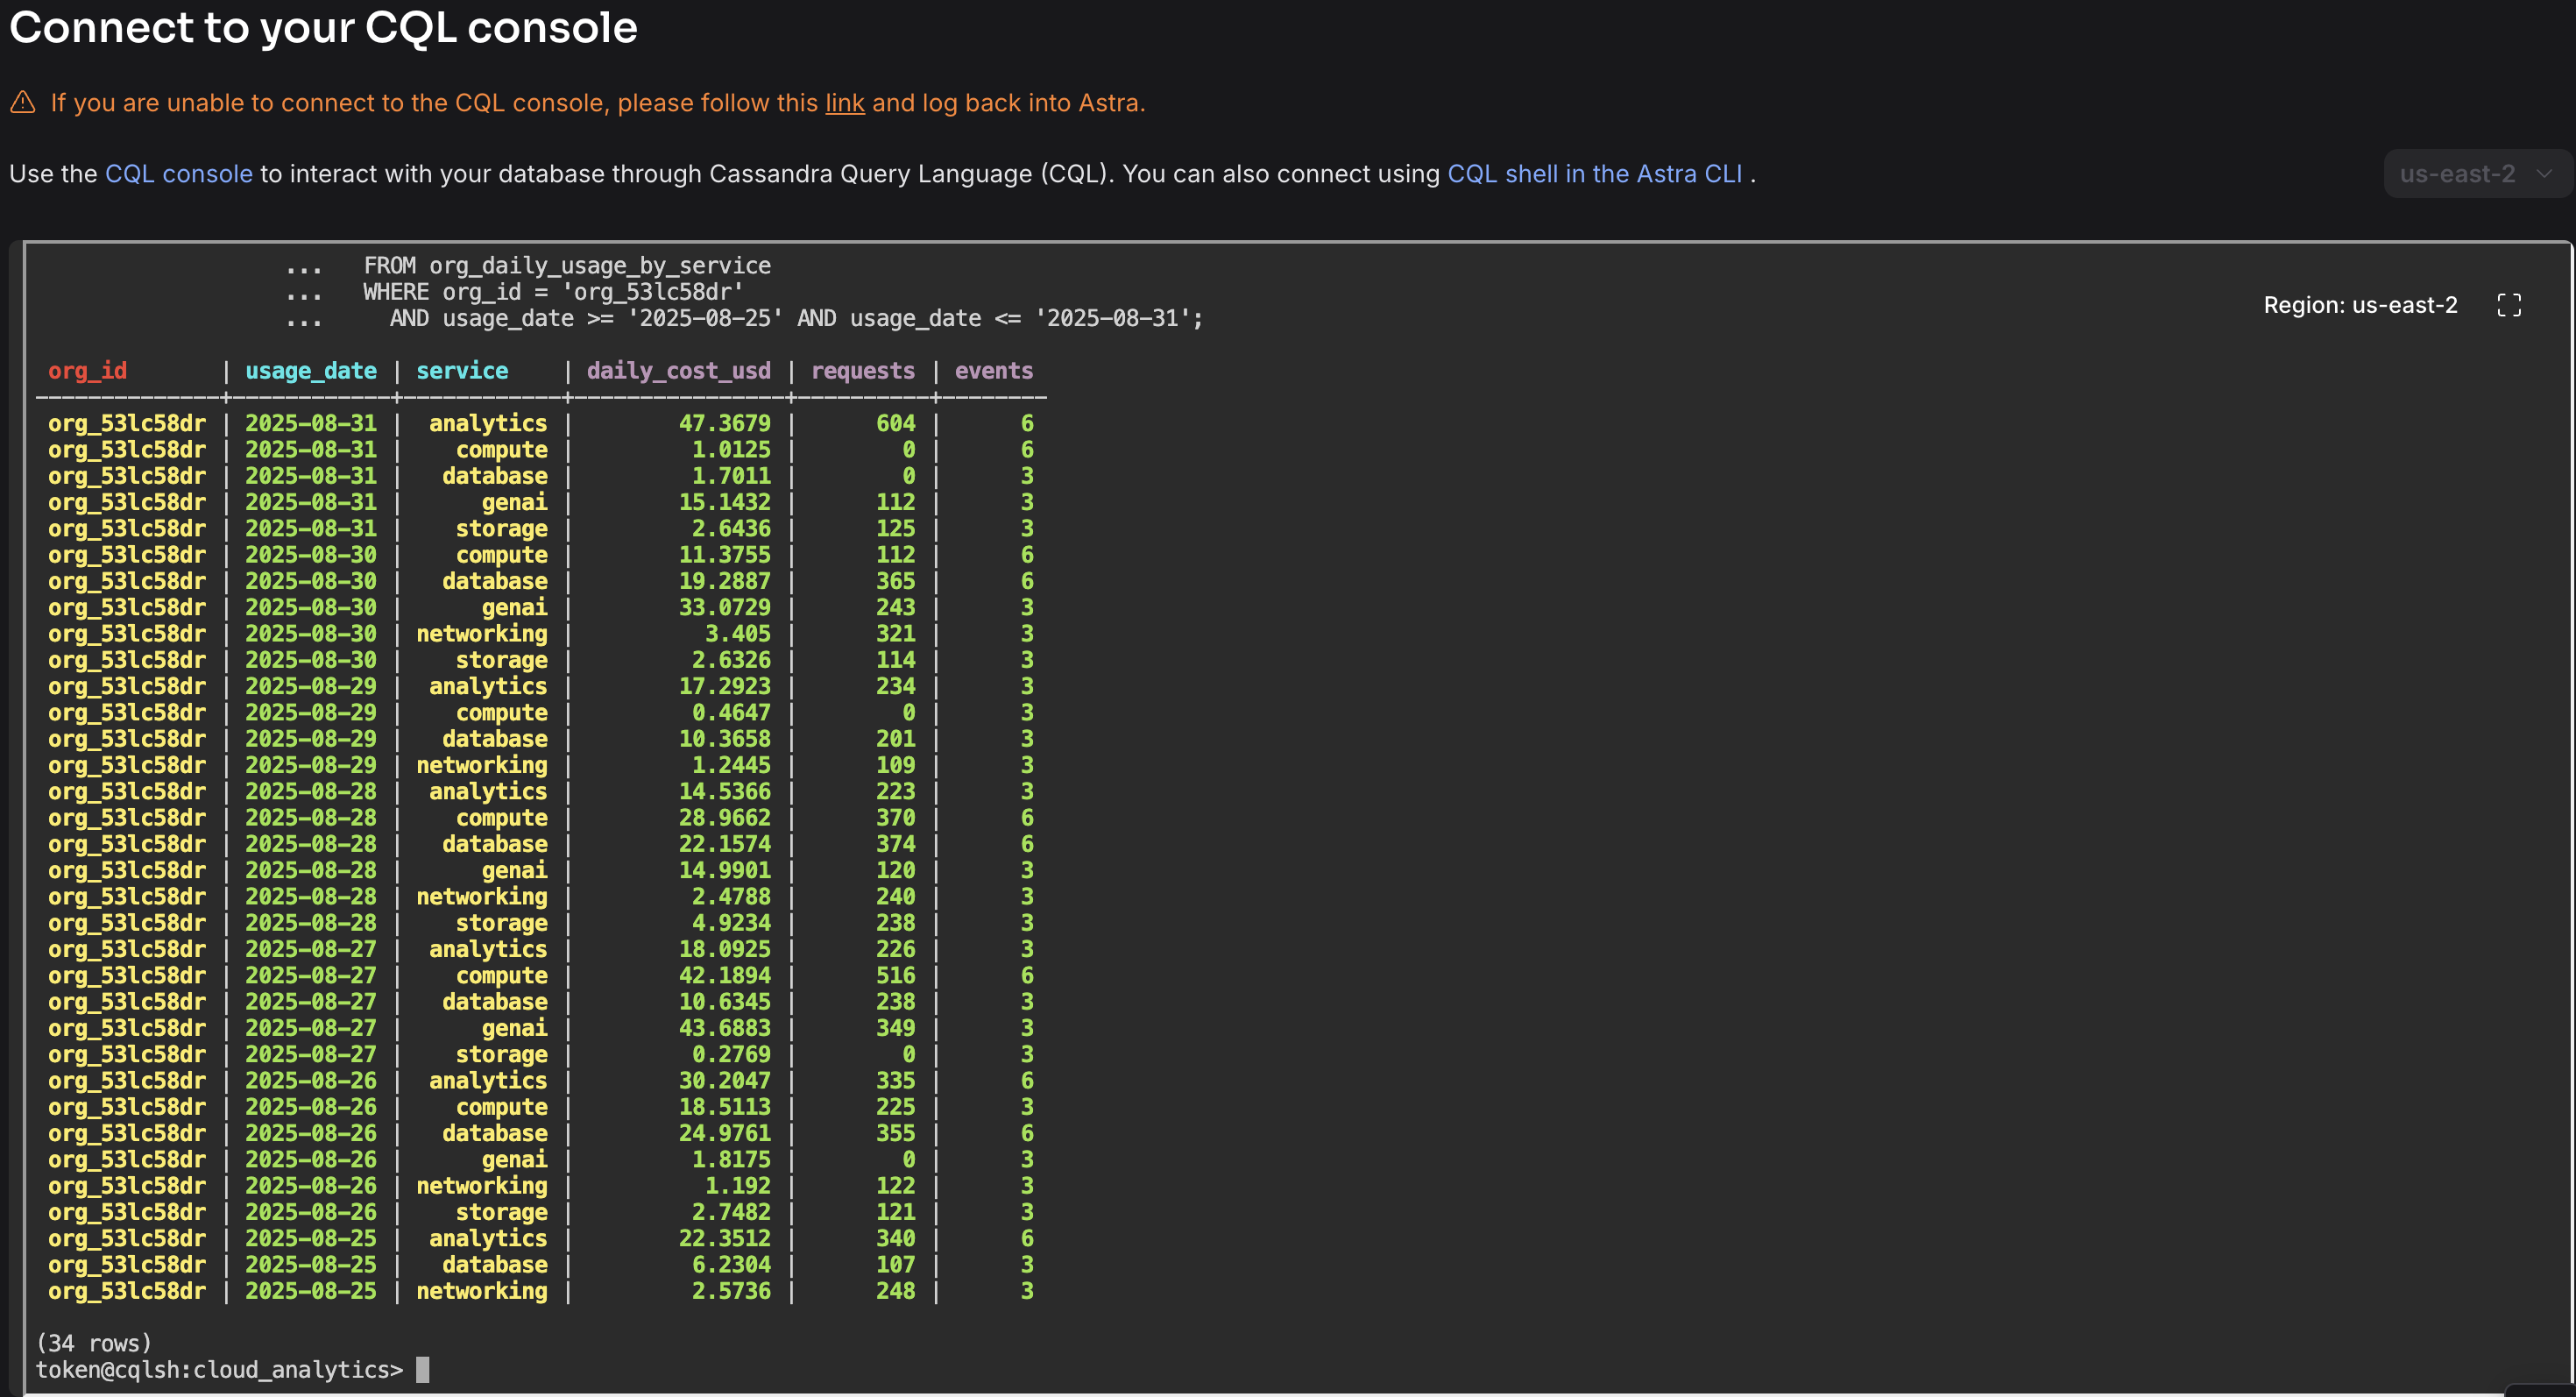 Connect to your CQL console
If you are unable to connect to the CQL console, please follow this link and log back into Astra.
Use the CQL console to interact with your database through Cassandra Query Language (CQL). You can also connect using CQL shell in the Astra CLI .
us-east-2
... FROM org_daily_usage_by_service
... WHERE org_id = 'org_53lc58dr'
... AND usage_date >= '2025-08-25' AND usage_date <= '2025-08-31';
Region: us-east-2
org_id | usage_date | service | daily_cost_usd | requests | events
org_53lc58dr | 2025-08-31 | analytics | 47.3679 | 604 | 6
org_53lc58dr | 2025-08-31 | compute | 1.0125 | 0 | 6
org_53lc58dr | 2025-08-31 | database | 1.7011 | 0 | 3
org_53lc58dr | 2025-08-31 | genai | 15.1432 | 112 | 3
org_53lc58dr | 2025-08-31 | storage | 2.6436 | 125 | 3
org_53lc58dr | 2025-08-30 | compute | 11.3755 | 112 | 6
org_53lc58dr | 2025-08-30 | database | 19.2887 | 365 | 6
org_53lc58dr | 2025-08-30 | genai | 33.0729 | 243 | 3
org_53lc58dr | 2025-08-30 | networking | 3.405 | 321 | 3
org_53lc58dr | 2025-08-30 | storage | 2.6326 | 114 | 3
org_53lc58dr | 2025-08-29 | analytics | 17.2923 | 234 | 3
org_53lc58dr | 2025-08-29 | compute | 0.4647 | 0 | 3
org_53lc58dr | 2025-08-29 | database | 10.3658 | 201 | 3
org_53lc58dr | 2025-08-29 | networking | 1.2445 | 109 | 3
org_53lc58dr | 2025-08-28 | analytics | 14.5366 | 223 | 3
org_53lc58dr | 2025-08-28 | compute | 28.9662 | 370 | 6
org_53lc58dr | 2025-08-28 | database | 22.1574 | 374 | 6
org_53lc58dr | 2025-08-28 | genai | 14.9901 | 120 | 3
org_53lc58dr | 2025-08-28 | networking | 2.4788 | 240 | 3
org_53lc58dr | 2025-08-28 | storage | 4.9234 | 238 | 3
org_53lc58dr | 2025-08-27 | analytics | 18.0925 | 226 | 3
org_53lc58dr | 2025-08-27 | compute | 42.1894 | 516 | 6
org_53lc58dr | 2025-08-27 | database | 10.6345 | 238 | 3
org_53lc58dr | 2025-08-27 | genai | 43.6883 | 349 | 3
org_53lc58dr | 2025-08-27 | storage | 0.2769 | 0 | 3
org_53lc58dr | 2025-08-26 | analytics | 30.2047 | 335 | 6
org_53lc58dr | 2025-08-26 | compute | 18.5113 | 225 | 3
org_53lc58dr | 2025-08-26 | database | 24.9761 | 355 | 6
org_53lc58dr | 2025-08-26 | genai | 1.8175 | 0 | 3
org_53lc58dr | 2025-08-26 | networking | 1.192 | 122 | 3
org_53lc58dr | 2025-08-26 | storage | 2.7482 | 121 | 3
org_53lc58dr | 2025-08-25 | analytics | 22.3512 | 340 | 6
org_53lc58dr | 2025-08-25 | database | 6.2304 | 107 | 3
org_53lc58dr | 2025-08-25 | networking | 2.5736 | 248 | 3
(34 rows)
token@cqlsh:cloud_analytics>